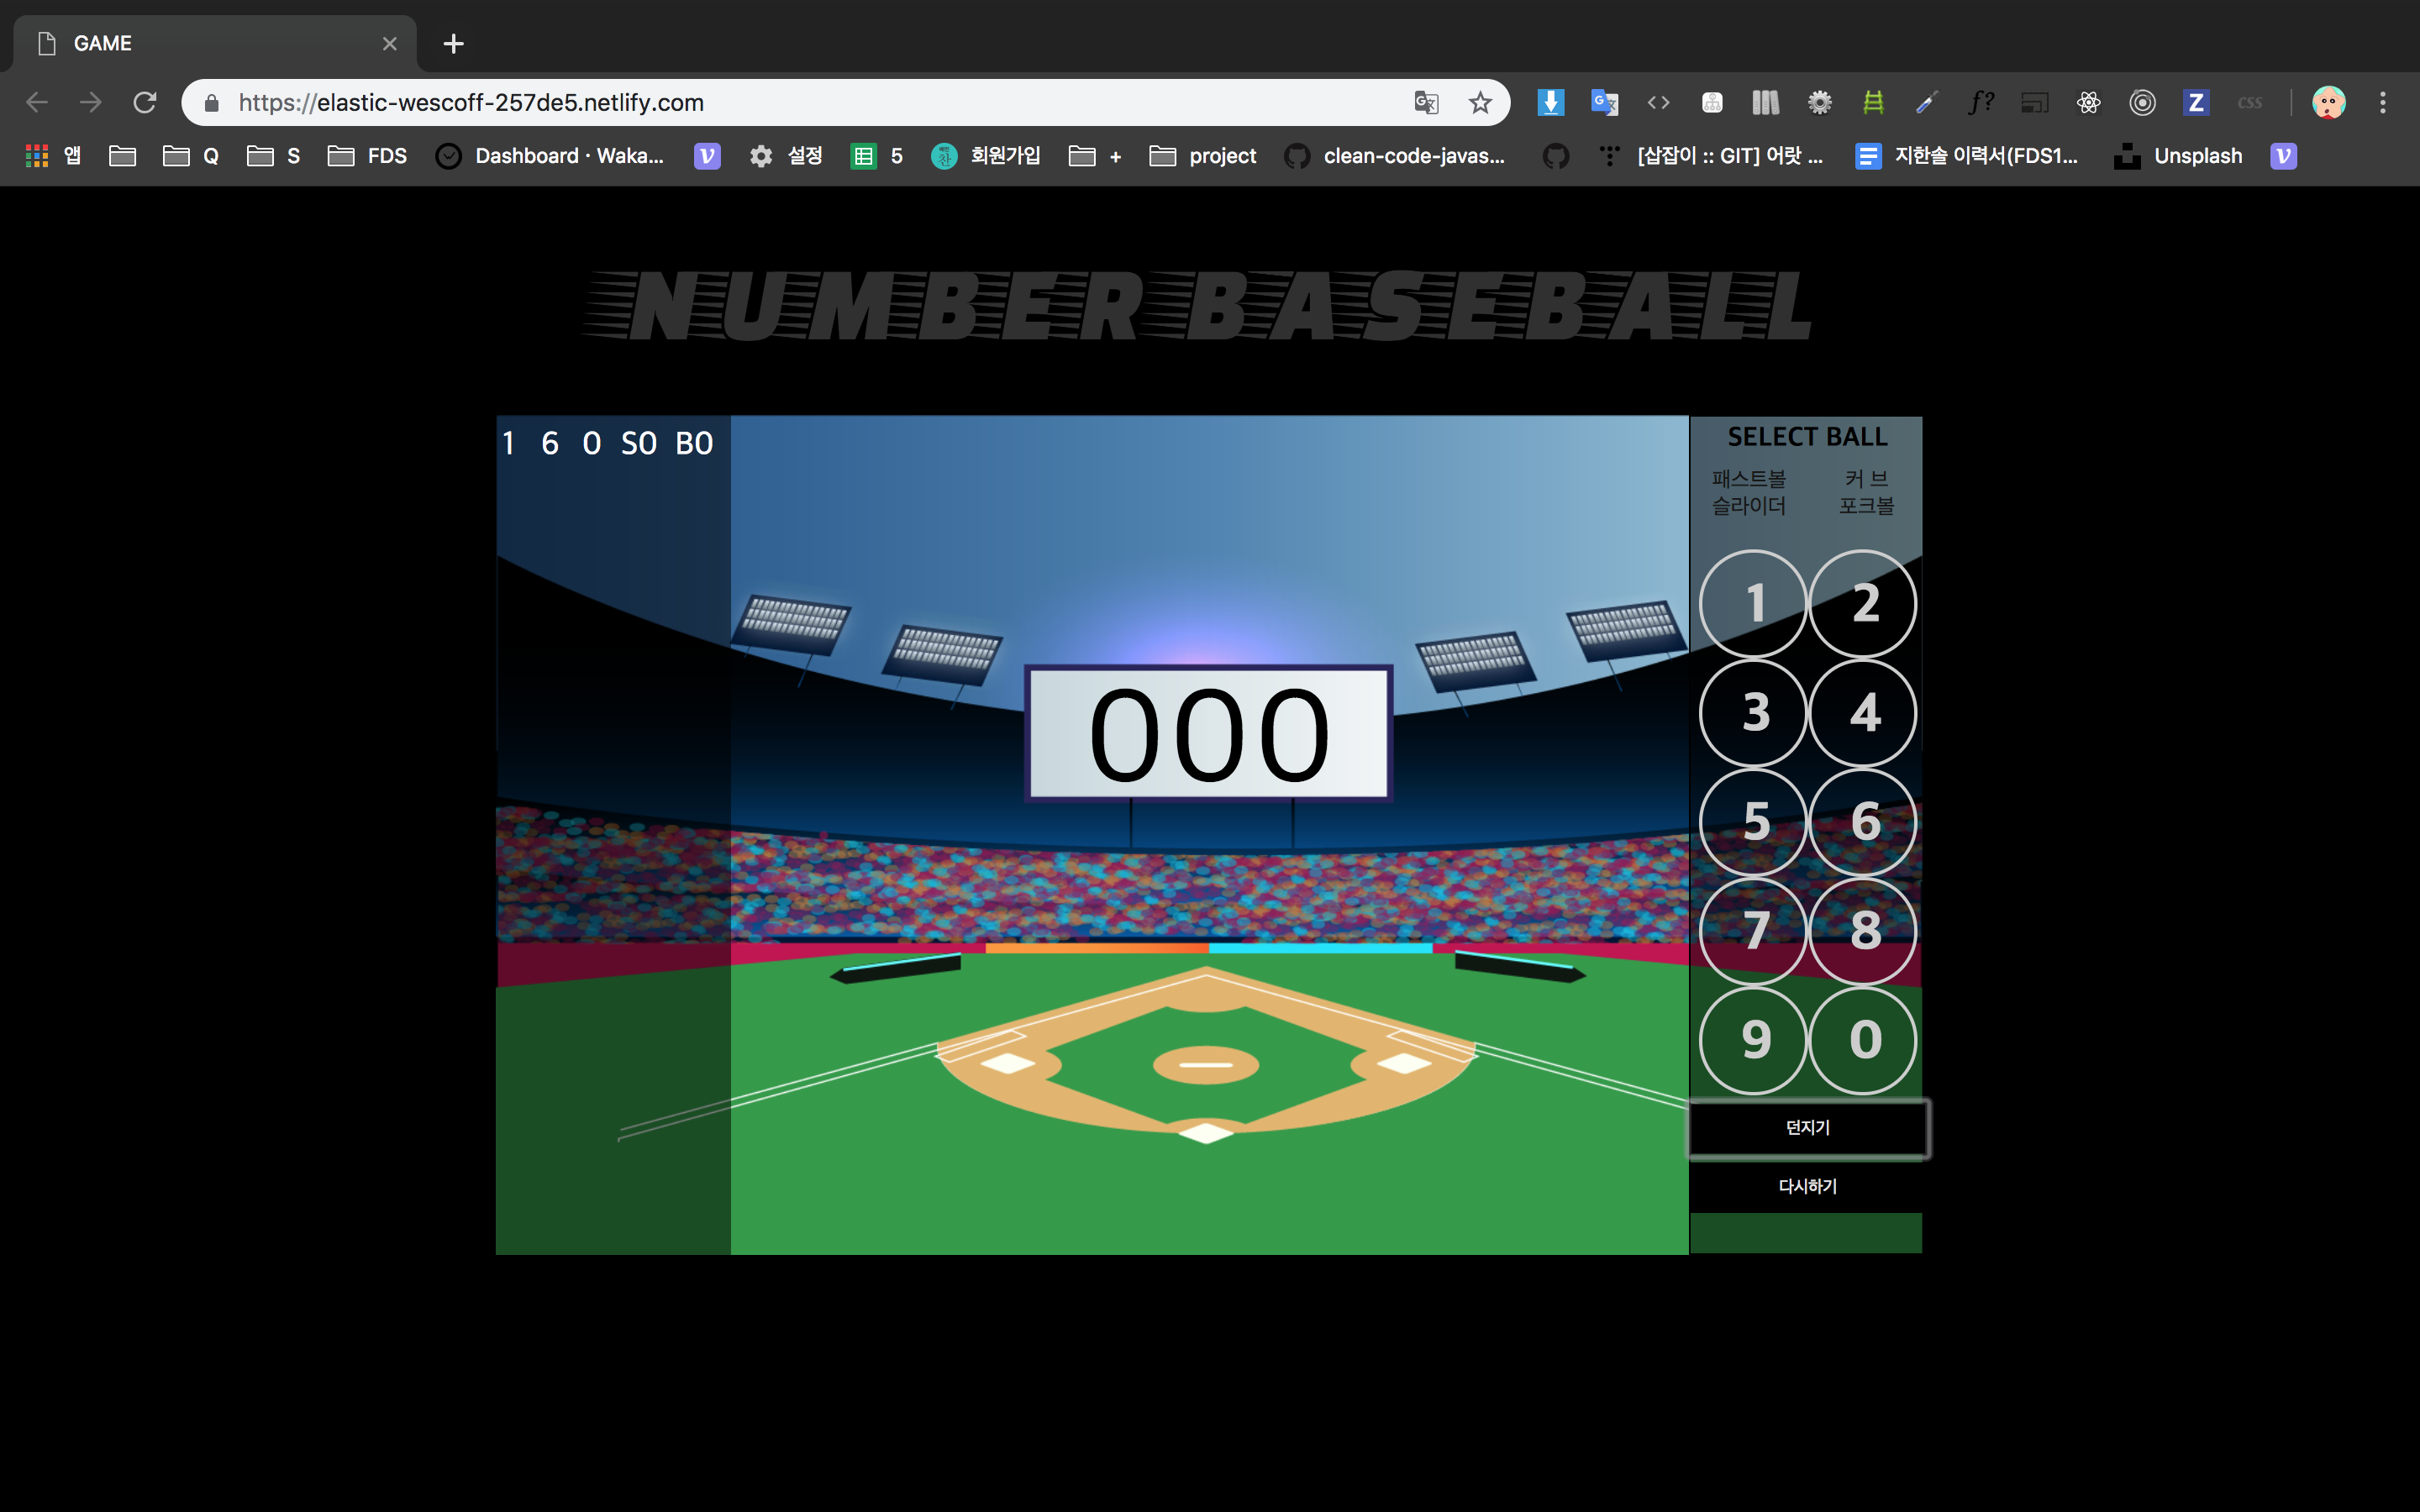 GAME
https://elastic-wescoff-257de5.netlify.com
f? Z css
앱 Q S FDS Dashboard · Waka... v 설정 5 회원가입 + project clean-code-javas... [삽잡이 :: GIT] 어랏 ... 지한솔 이력서(FDS1... Unsplash v
NUMBER BASEBALL
1 6 0 S0 B0
SELECT BALL
패스트볼 커 브
슬라이더 포크볼
000
1 2
3 4
5 6
7 8
9 0
던지기
다시하기